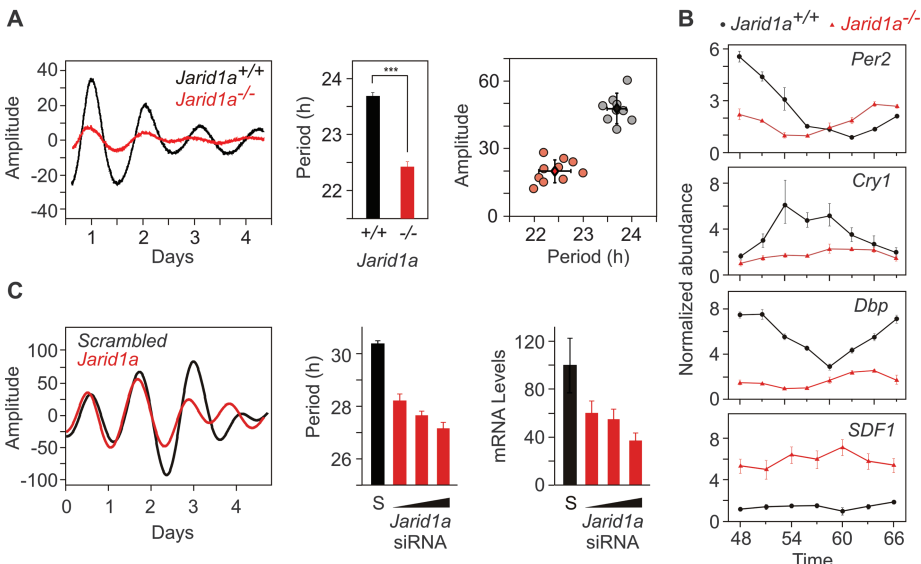 A
40
20
0
-20
-40
Amplitude
1
2
3
4
Days
Jarid1a+/+
Jarid1a-/-
24
23
22
Period (h)
***
+/+
-/-
Jarid1a
60
30
0
Amplitude
22
23
24
Period (h)
B
Jarid1a+/+
Jarid1a-/-
Normalized abundance
Per2
6
3
0
Cry1
8
4
0
Dbp
8
4
0
SDF1
8
4
0
48
54
60
66
Time
C
Scrambled
Jarid1a
100
50
0
-50
-100
Amplitude
0
1
2
3
4
Days
30
28
26
Period (h)
S
Jarid1a
siRNA
120
80
40
0
mRNA Levels
S
Jarid1a
siRNA